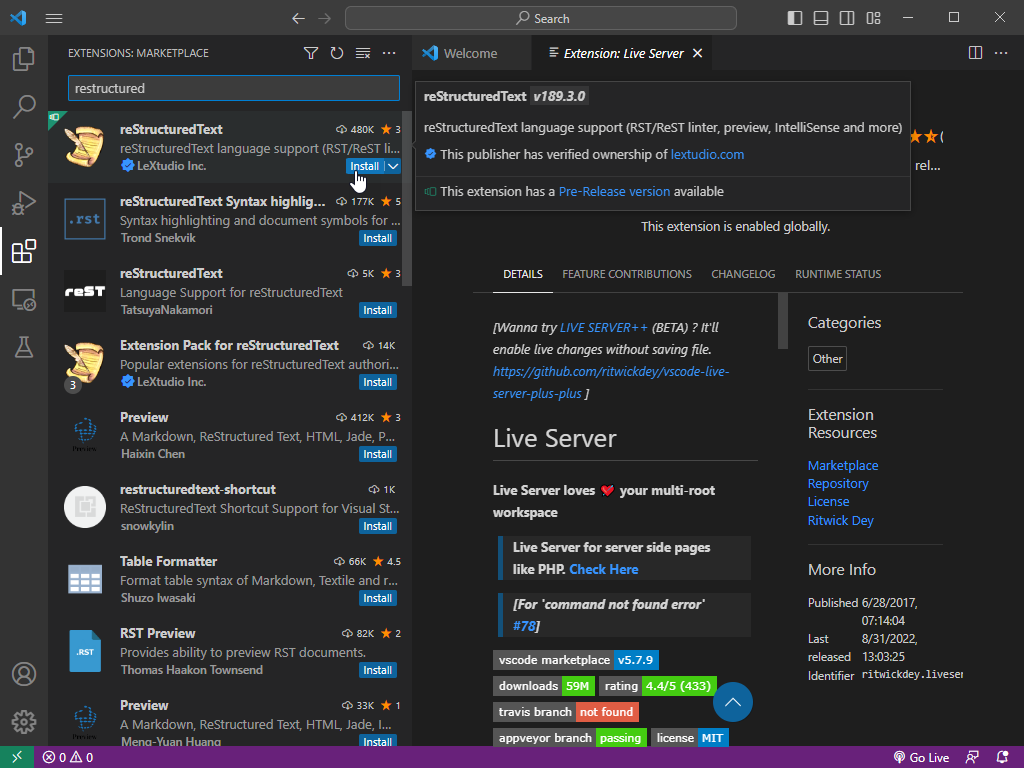 Search
EXTENSIONS: MARKETPLACE
restructured
reStructuredText
480K
3
reStructuredText language support (RST/ReST li...
LeXtudio Inc.
Install
.rst
reStructuredText Syntax highlig...
177K
5
Syntax highlighting and document symbols for ...
Trond Snekvik
Install
reST
reStructuredText
5K
3
Language Support for reStructuredText
TatsuyaNakamori
Install
3
Extension Pack for reStructuredText
14K
Popular extensions for reStructuredText authori...
LeXtudio Inc.
Install
Preview
412K
3
A Markdown, ReStructured Text, HTML, Jade, P...
Haixin Chen
Install
restructuredtext-shortcut
1K
ReStructuredText Shortcut Support for Visual St...
snowkylin
Install
Table Formatter
66K
4.5
Format table syntax of Markdown, Textile and r...
Shuzo Iwasaki
Install
.RST
RST Preview
82K
2
Provides ability to preview RST documents.
Thomas Haakon Townsend
Install
Preview
33K
1
A Markdown, ReStructured Text, HTML, Jade, I...
Meng-Yuan Huang
Install
Welcome
Extension: Live Server
reStructuredText v189.3.0
reStructuredText language support (RST/ReST linter, preview, IntelliSense and more)
This publisher has verified ownership of lextudio.com
This extension has a Pre-Release version available
(
rel...
This extension is enabled globally.
DETAILS
FEATURE CONTRIBUTIONS
CHANGELOG
RUNTIME STATUS
[Wanna try LIVE SERVER++ (BETA) ? It'll
enable live changes without saving file.
https://github.com/ritwickdey/vscode-live-
server-plus-plus ]
Live Server
Live Server loves your multi-root
workspace
Live Server for server side pages
like PHP. Check Here
[For 'command not found error'
#78]
vscode marketplace v5.7.9
downloads 59M rating 4.4/5 (433)
travis branch not found
appveyor branch passing license MIT
Categories
Other
Extension
Resources
Marketplace
Repository
License
Ritwick Dey
More Info
Published 6/28/2017,
07:14:04
Last 8/31/2022,
released 13:03:25
Identifier ritwickdey.liveser
0 0
Go Live